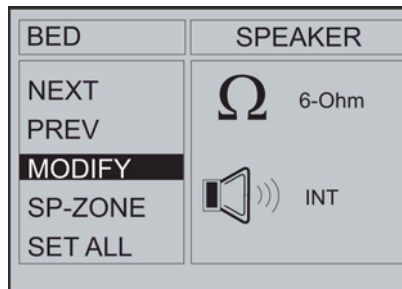 BED
SPEAKER
NEXT
PREV
MODIFY
SP-ZONE
SET ALL
Ω 6-Ohm
INT